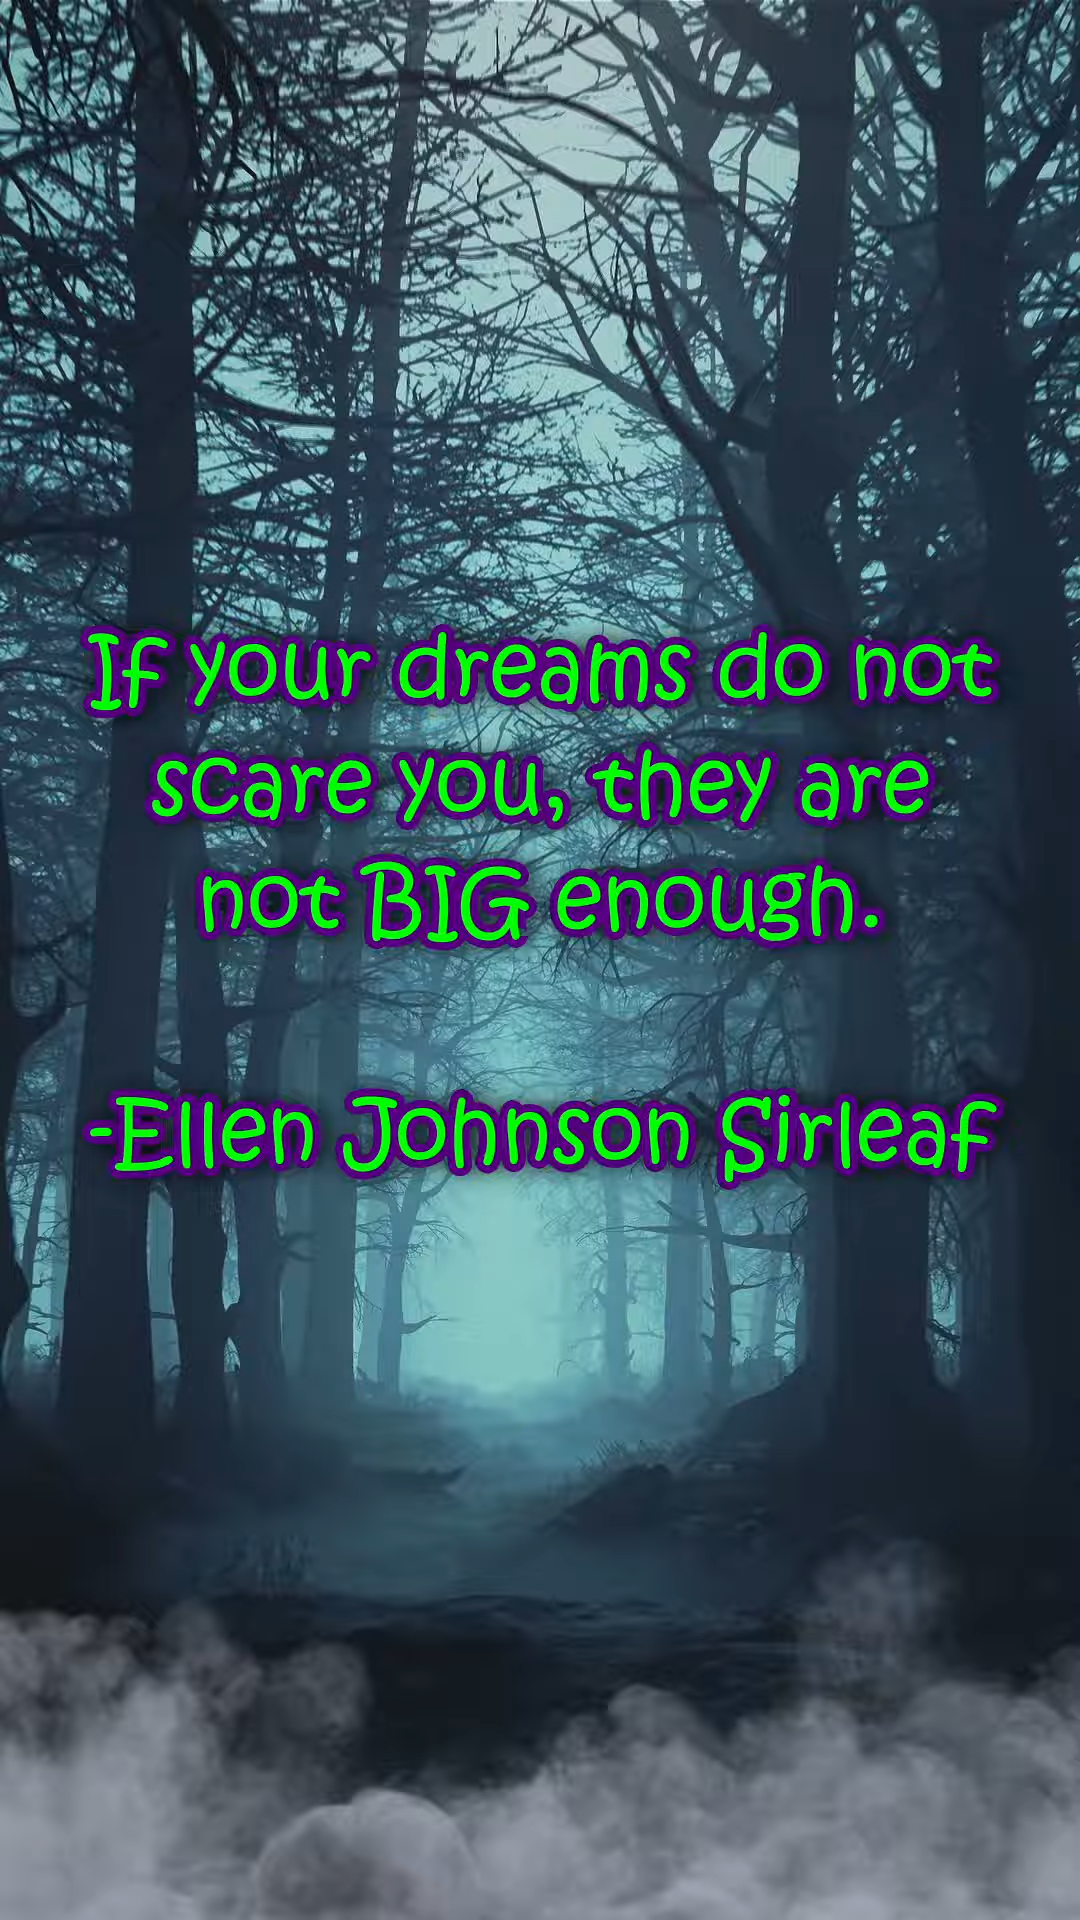 If your dreams do not
scare you, they are
not BIG enough.
-Ellen Johnson Sirleaf